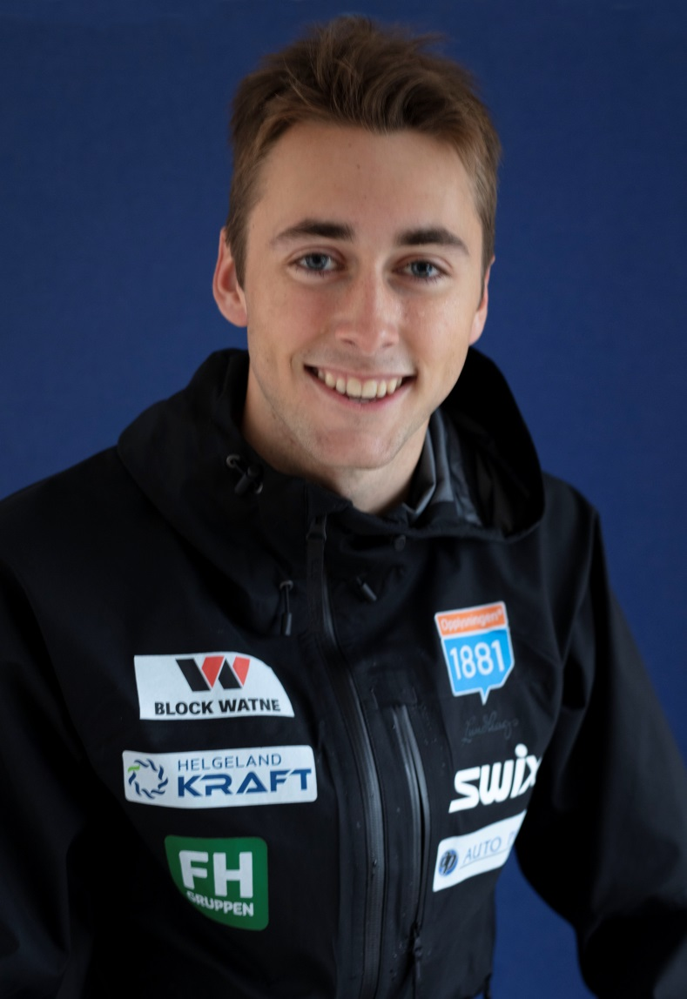 BLOCK WATNE
HELGELAND
KRAFT
FH
GRUPPEN
Opplysningen
1881
swix
AUTO